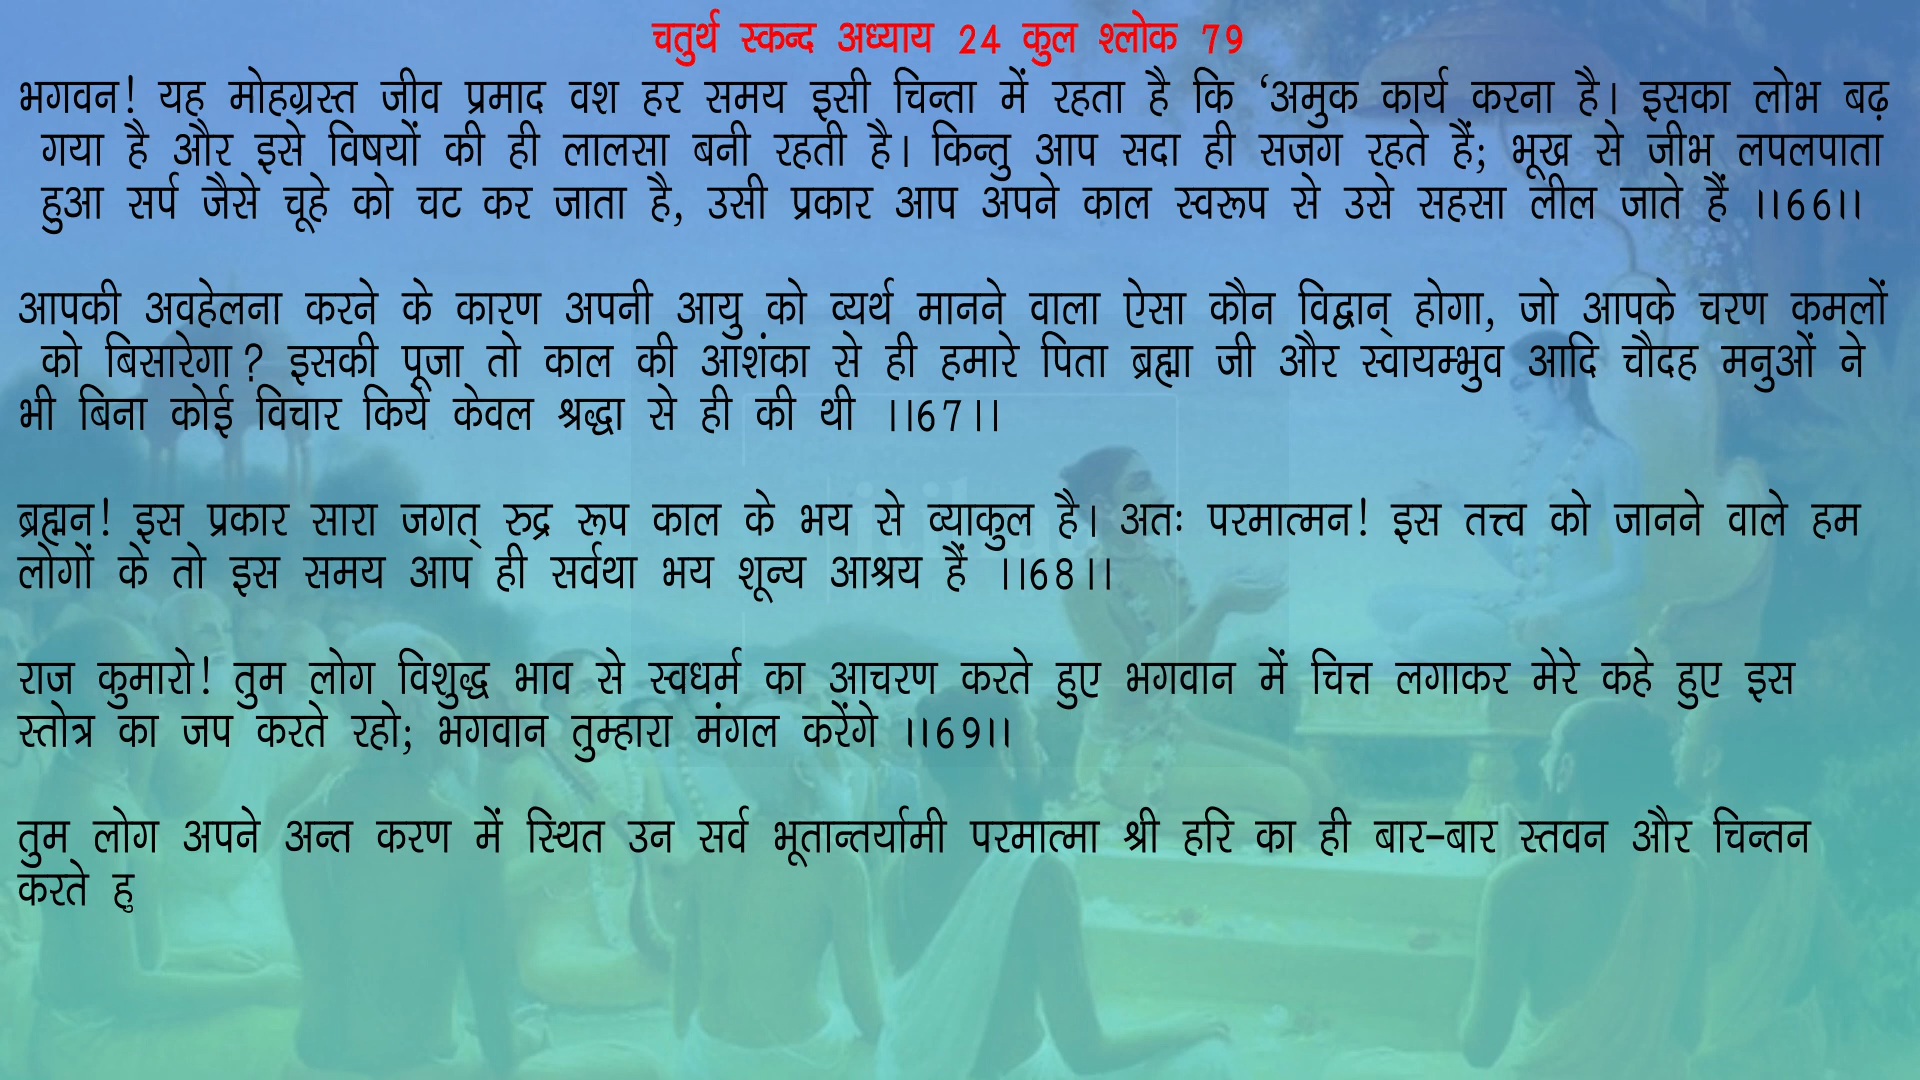 चतुर्थ स्कन्द अध्याय 24 कुल श्लोक 79
भगवन! यह मोहग्रस्त जीव प्रमाद वश हर समय इसी चिन्ता में रहता है कि ‘अमुक कार्य करना है। इसका लोभ बढ़
गया है और इसे विषयों की ही लालसा बनी रहती है। किन्तु आप सदा ही सजग रहते हैं; भूख से जीभ लपलपाता
हुआ सर्प जैसे चूहे को चट कर जाता है, उसी प्रकार आप अपने काल स्वरूप से उसे सहसा लील जाते हैं ।।66।।
आपकी अवहेलना करने के कारण अपनी आयु को व्यर्थ मानने वाला ऐसा कौन विद्वान् होगा, जो आपके चरण कमलों
को बिसारेगा? इसकी पूजा तो काल की आशंका से ही हमारे पिता ब्रह्मा जी और स्वायम्भुव आदि चौदह मनुओं ने
भी बिना कोई विचार किये केवल श्रद्धा से ही की थी ।।67।।
ब्रह्मन! इस प्रकार सारा जगत् रुद्र रूप काल के भय से व्याकुल है। अतः परमात्मन! इस तत्त्व को जानने वाले हम
लोगों के तो इस समय आप ही सर्वथा भय शून्य आश्रय हैं ।।68।।
राज कुमारो! तुम लोग विशुद्ध भाव से स्वधर्म का आचरण करते हुए भगवान में चित्त लगाकर मेरे कहे हुए इस
स्तोत्र का जप करते रहो; भगवान तुम्हारा मंगल करेंगे ।।69।।
तुम लोग अपने अन्त करण में स्थित उन सर्व भूतान्तर्यामी परमात्मा श्री हरि का ही बार-बार स्तवन और चिन्तन
करते हु